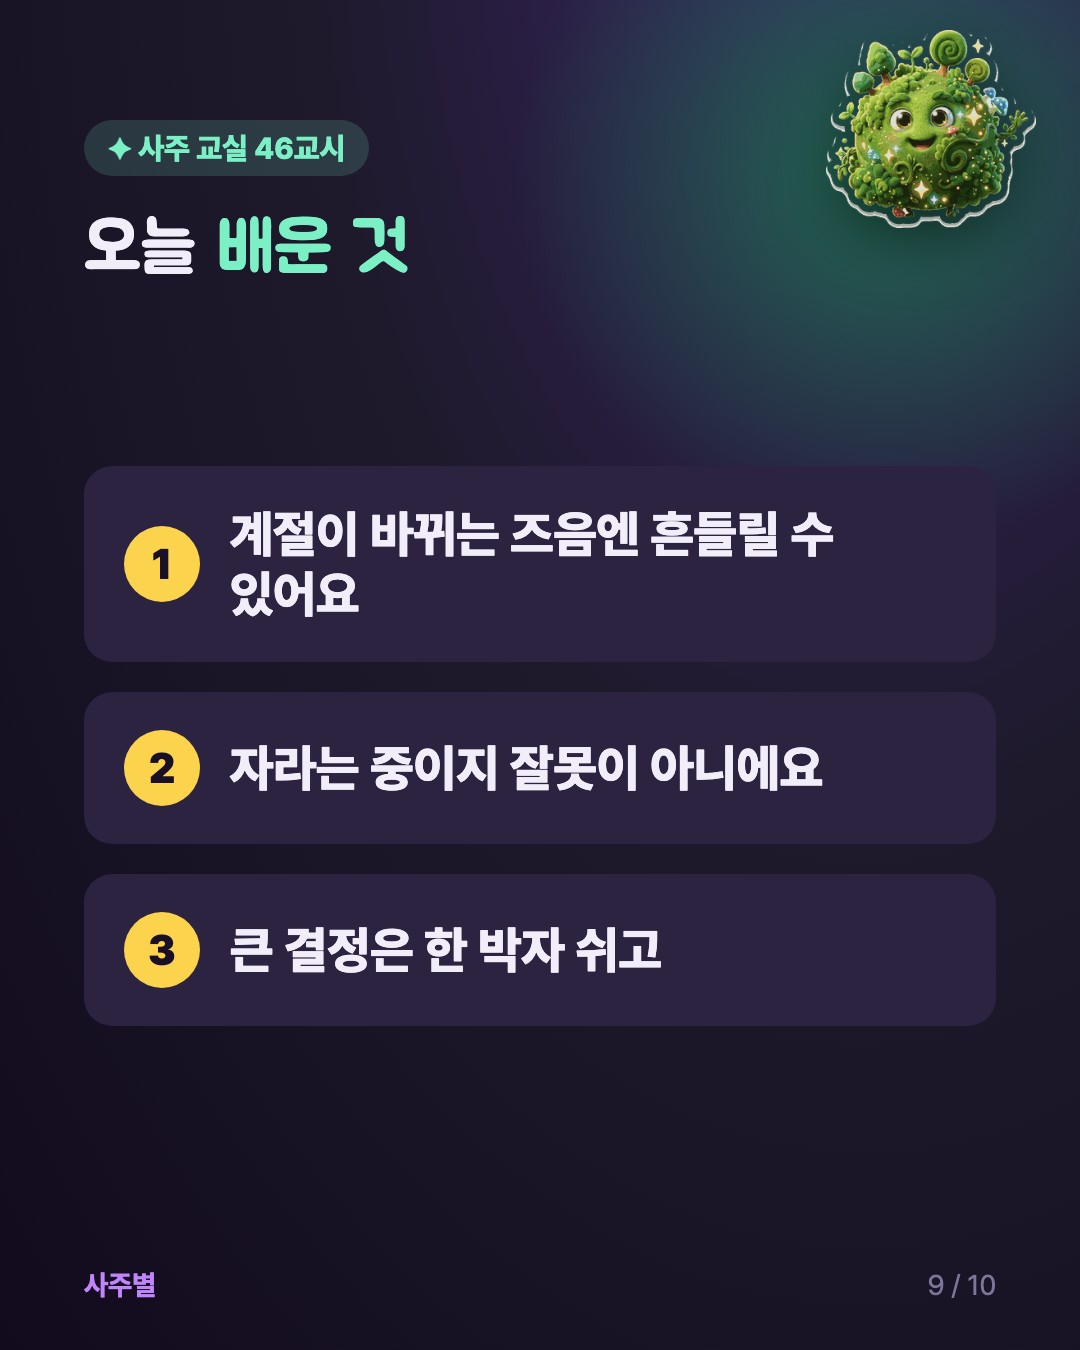 ✦ 사주 교실 46교시
오늘 배운 것
1 계절이 바뀌는 즈음엔 흔들릴 수
있어요
2 자라는 중이지 잘못이 아니에요
3 큰 결정은 한 박자 쉬고
사주별
9 / 10